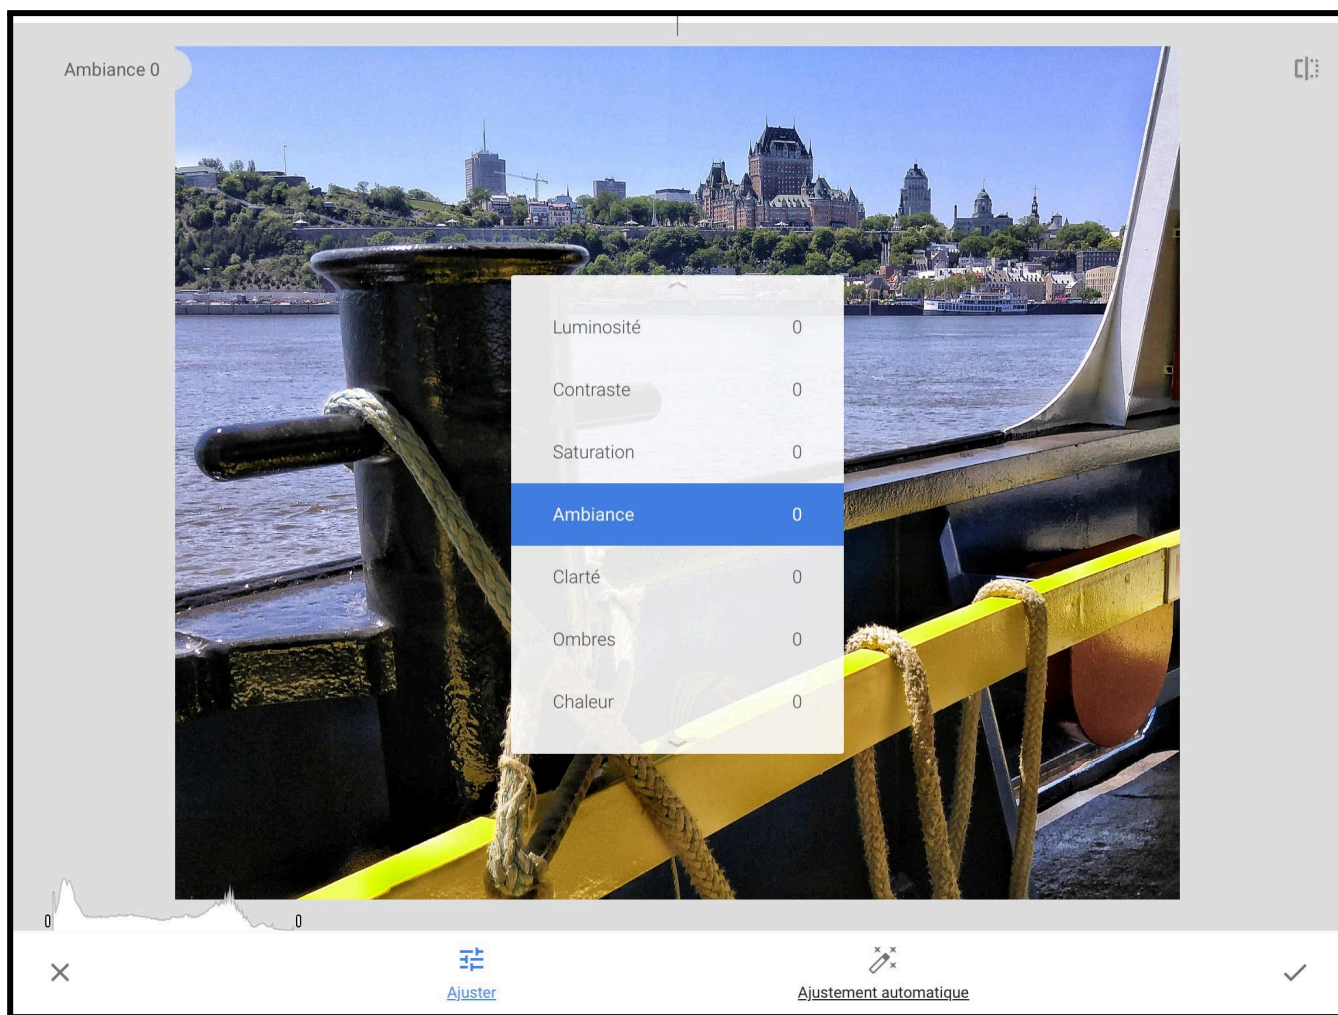 Ambiance 0
Luminosité 0
Contraste 0
Saturation 0
Ambiance 0
Clarté 0
Ombres 0
Chaleur 0
0 0
Ajuster Ajustement automatique